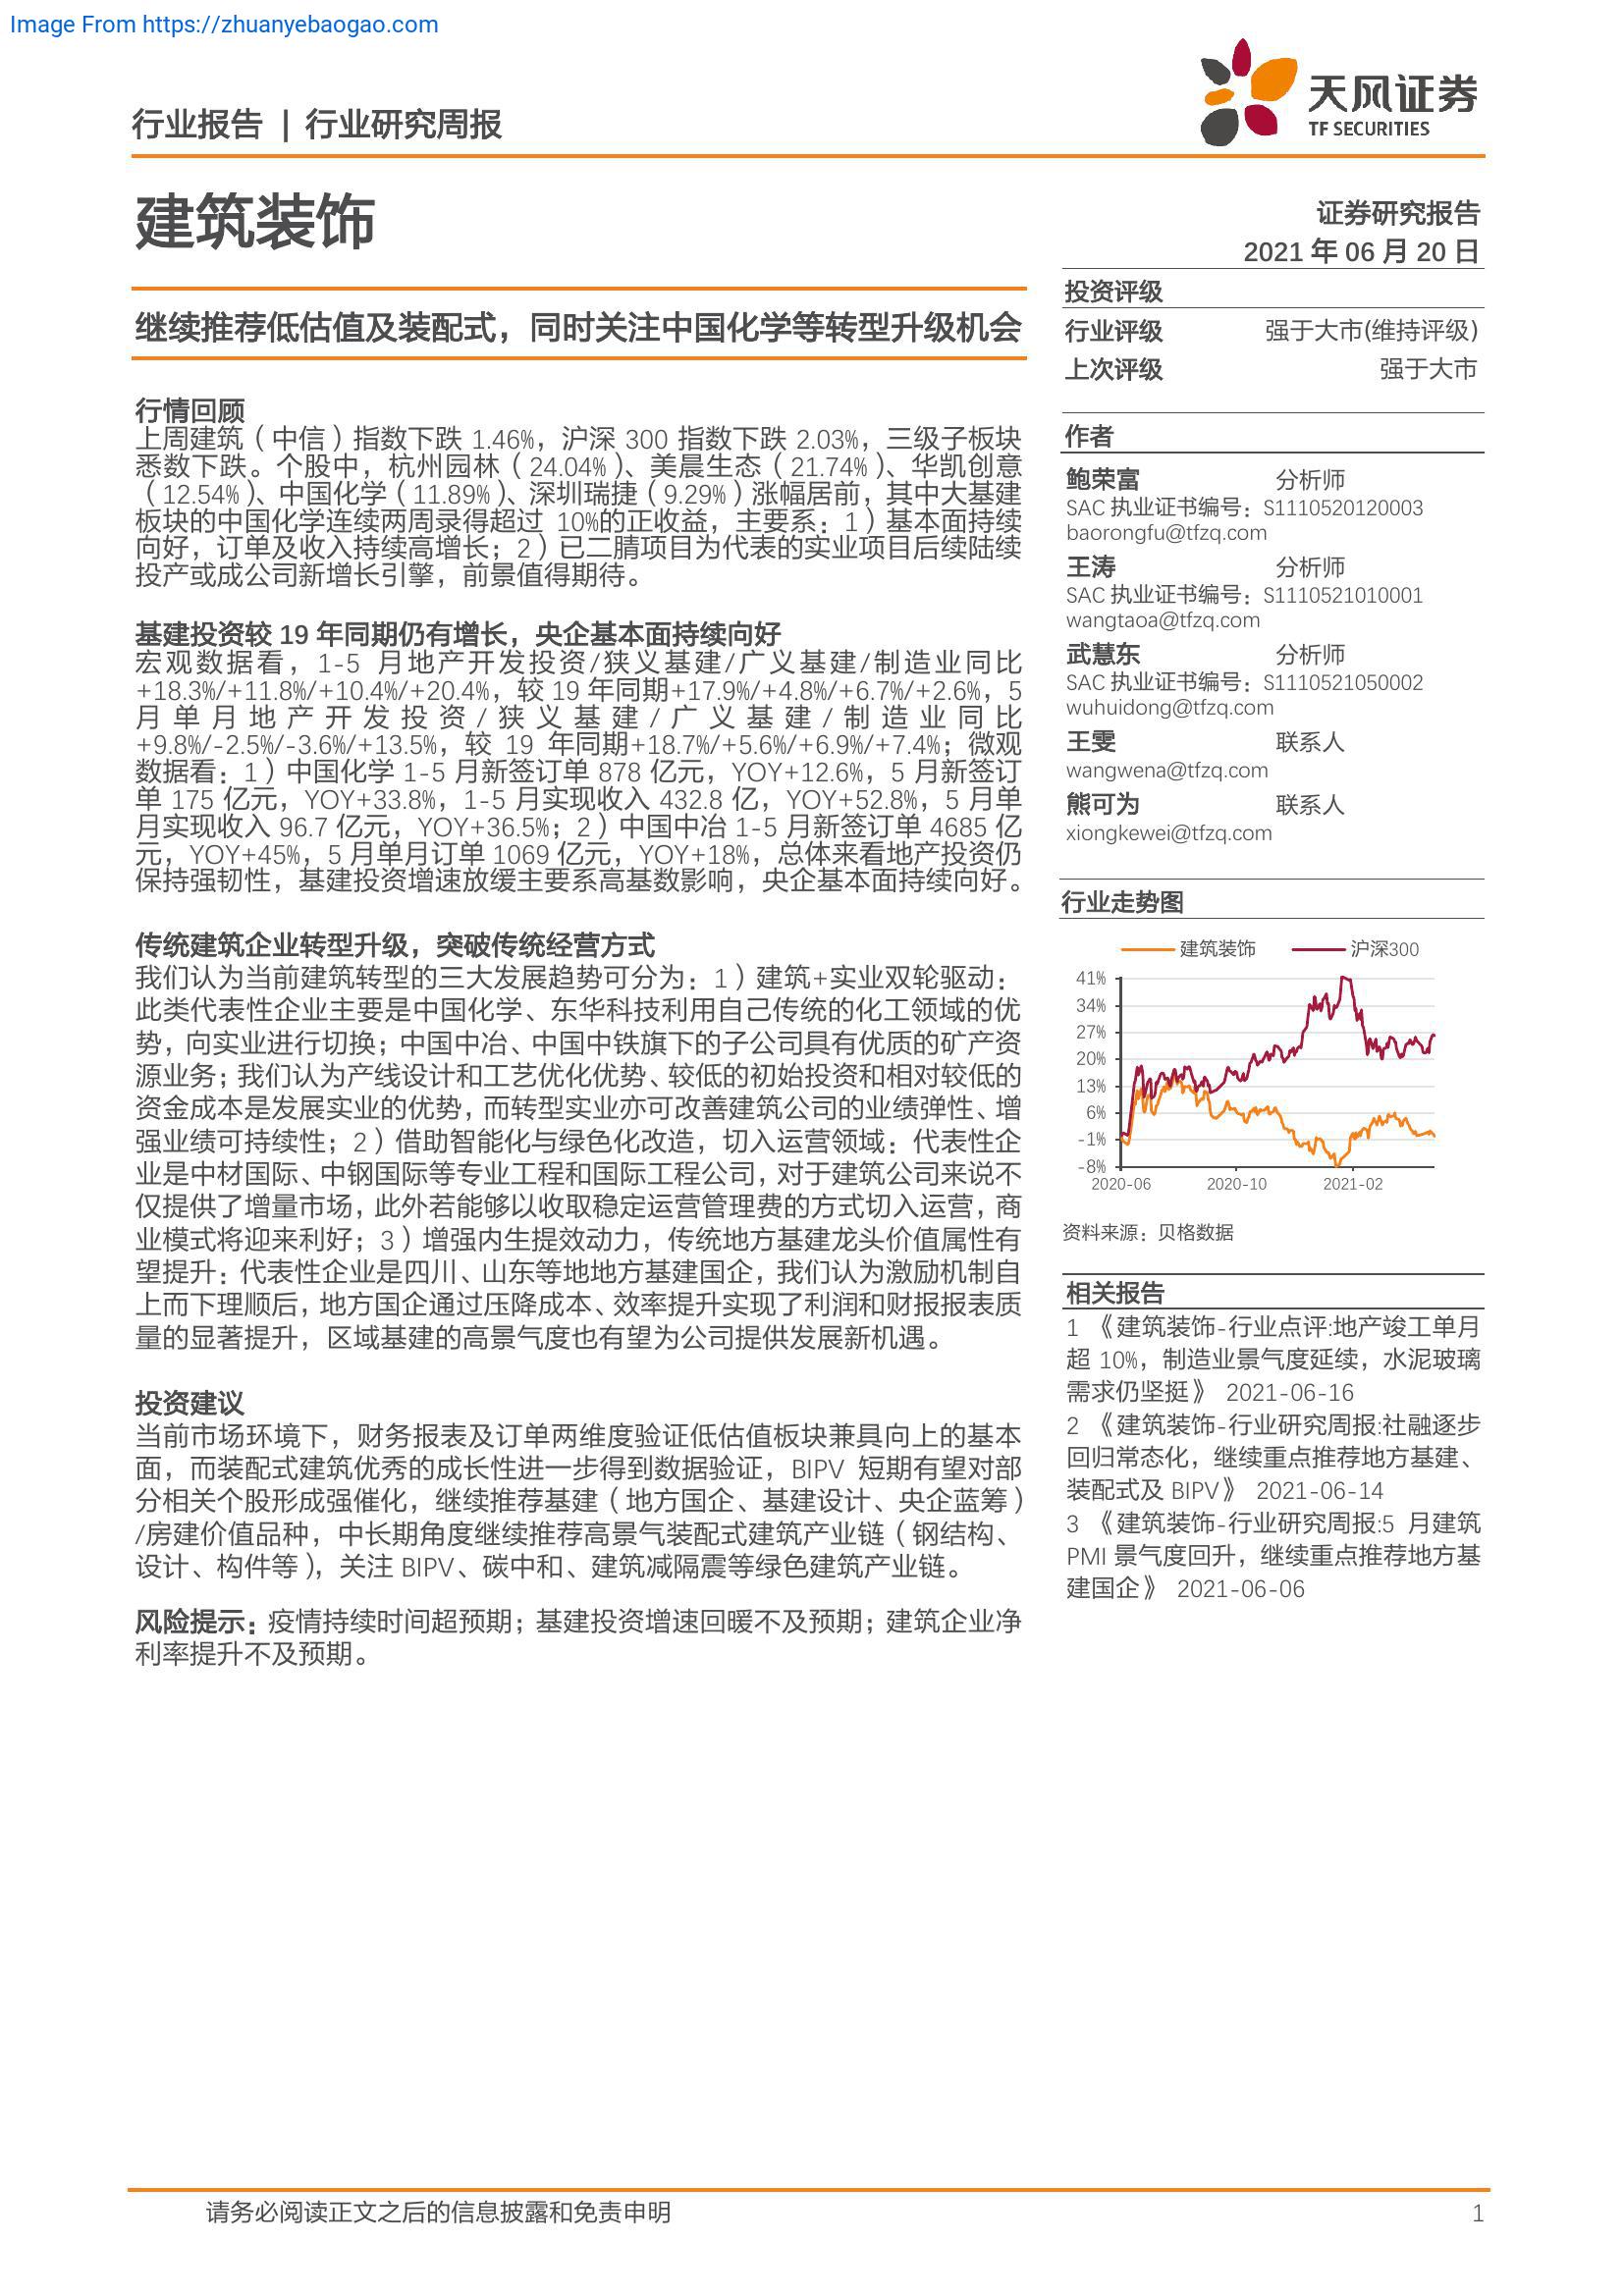 Image From https://zhuanyebaogao.com
行业报告 | 行业研究周报
天风证券
TF SECURITIES
建筑装饰
证券研究报告
2021 年 06 月 20 日
继续推荐低估值及装配式，同时关注中国化学等转型升级机会
行情回顾
上周建筑（中信）指数下跌 1.46%，沪深 300 指数下跌 2.03%，三级子板块
悉数下跌。个股中，杭州园林（24.04%）、美晨生态（21.74%）、华凯创意
（12.54%）、中国化学（11.89%）、深圳瑞捷（9.29%）涨幅居前，其中大基建
板块的中国化学连续两周录得超过 10%的正收益，主要系：1）基本面持续
向好，订单及收入持续高增长；2）已二腈项目为代表的实业项目后续陆续
投产或成公司新增长引擎，前景值得期待。
基建投资较 19 年同期仍有增长，央企基本面持续向好
宏观数据看，1-5 月地产开发投资/狭义基建/广义基建/制造业同比
+18.3%/+11.8%/+10.4%/+20.4%，较 19 年同期+17.9%/+4.8%/+6.7%/+2.6%，5
月单月地产开发投资/狭义基建/广义基建/制造业同比
+9.8%/-2.5%/-3.6%/+13.5%，较 19 年同期+18.7%/+5.6%/+6.9%/+7.4%；微观
数据看：1）中国化学 1-5 月新签订单 878 亿元，YOY+12.6%，5 月新签订
单 175 亿元，YOY+33.8%，1-5 月实现收入 432.8 亿，YOY+52.8%，5 月单
月实现收入 96.7 亿元，YOY+36.5%；2）中国中冶 1-5 月新签订单 4685 亿
元，YOY+45%，5 月单月订单 1069 亿元，YOY+18%，总体来看地产投资仍
保持强韧性，基建投资增速放缓主要系高基数影响，央企基本面持续向好。
传统建筑企业转型升级，突破传统经营方式
我们认为当前建筑转型的三大发展趋势可分为：1）建筑+实业双轮驱动：
此类代表性企业主要是中国化学、东华科技利用自己传统的化工领域的优
势，向实业进行切换；中国中冶、中国中铁旗下的子公司具有优质的矿产资
源业务；我们认为产线设计和工艺优化优势、较低的初始投资和相对较低的
资金成本是发展实业的优势，而转型实业亦可改善建筑公司的业绩弹性、增
强业绩可持续性；2）借助智能化与绿色化改造，切入运营领域：代表性企
业是中材国际、中钢国际等专业工程和国际工程公司，对于建筑公司来说不
仅提供了增量市场，此外若能够以收取稳定运营管理费的方式切入运营，商
业模式将迎来利好；3）增强内生提效动力，传统地方基建龙头价值属性有
望提升：代表性企业是四川、山东等地地方基建国企，我们认为激励机制自
上而下理顺后，地方国企通过压降成本、效率提升实现了利润和财报报表质
量的显著提升，区域基建的高景气度也有望为公司提供发展新机遇。
投资建议
当前市场环境下，财务报表及订单两维度验证低估值板块兼具向上的基本
面，而装配式建筑优秀的成长性进一步得到数据验证，BIPV 短期有望对部
分相关个股形成强催化，继续推荐基建（地方国企、基建设计、央企蓝筹）
/房建价值品种，中长期角度继续推荐高景气装配式建筑产业链（钢结构、
设计、构件等），关注 BIPV、碳中和、建筑减隔震等绿色建筑产业链。
风险提示：疫情持续时间超预期；基建投资增速回暖不及预期；建筑企业净
利率提升不及预期。
投资评级
行业评级 强于大市(维持评级)
上次评级 强于大市
作者
鲍荣富 分析师
SAC 执业证书编号：S1110520120003
baorongfu@tfzq.com
王涛 分析师
SAC 执业证书编号：S1110521010001
wangtaoa@tfzq.com
武慧东 分析师
SAC 执业证书编号：S1110521050002
wuhuidong@tfzq.com
王雯 联系人
wangwena@tfzq.com
熊可为 联系人
xiongkewei@tfzq.com
行业走势图
建筑装饰 沪深300
41%
34%
27%
20%
13%
6%
-1%
-8%
2020-06 2020-10 2021-02
资料来源：贝格数据
相关报告
1 《建筑装饰-行业点评:地产竣工单月
超 10%，制造业景气度延续，水泥玻璃
需求仍坚挺》 2021-06-16
2 《建筑装饰-行业研究周报:社融逐步
回归常态化，继续重点推荐地方基建、
装配式及 BIPV》 2021-06-14
3 《建筑装饰-行业研究周报:5 月建筑
PMI 景气度回升，继续重点推荐地方基
建国企》 2021-06-06
请务必阅读正文之后的信息披露和免责申明
1